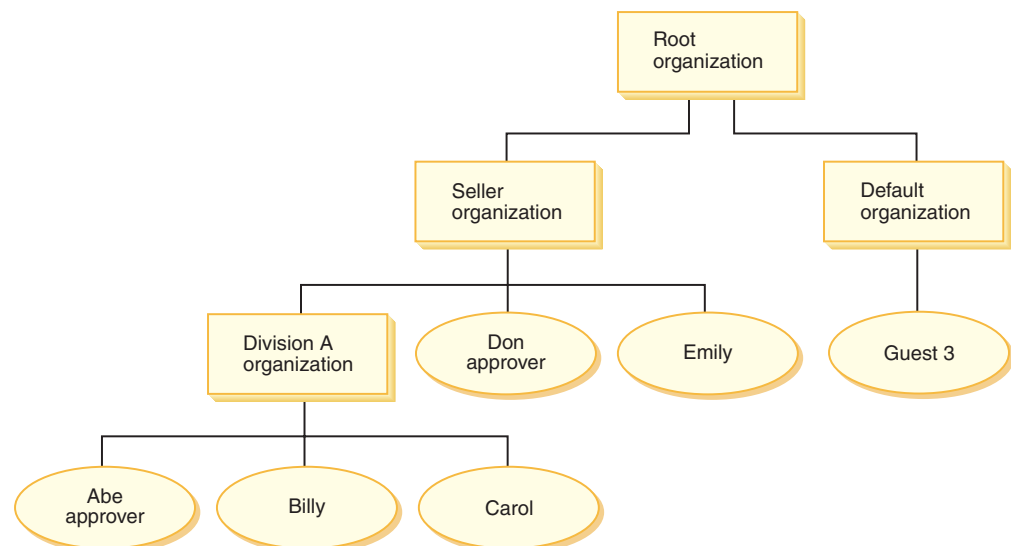 Root
organization
Seller
organization
Default
organization
Division A
organization
Don
approver
Emily
Guest 3
Abe
approver
Billy
Carol